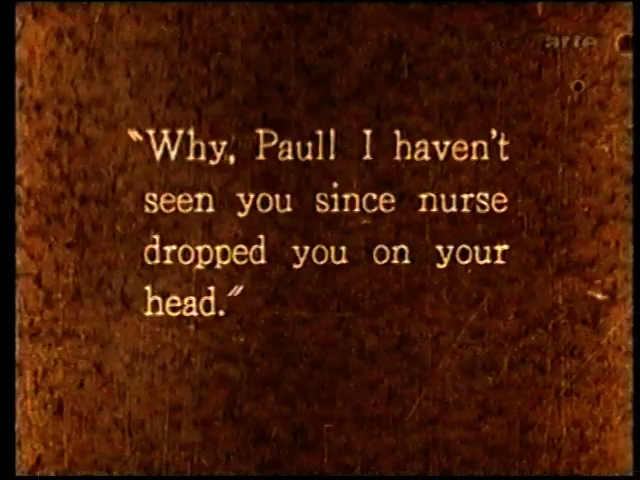 arte
"Why, Paul! I haven't
seen you since nurse
dropped you on your
head."